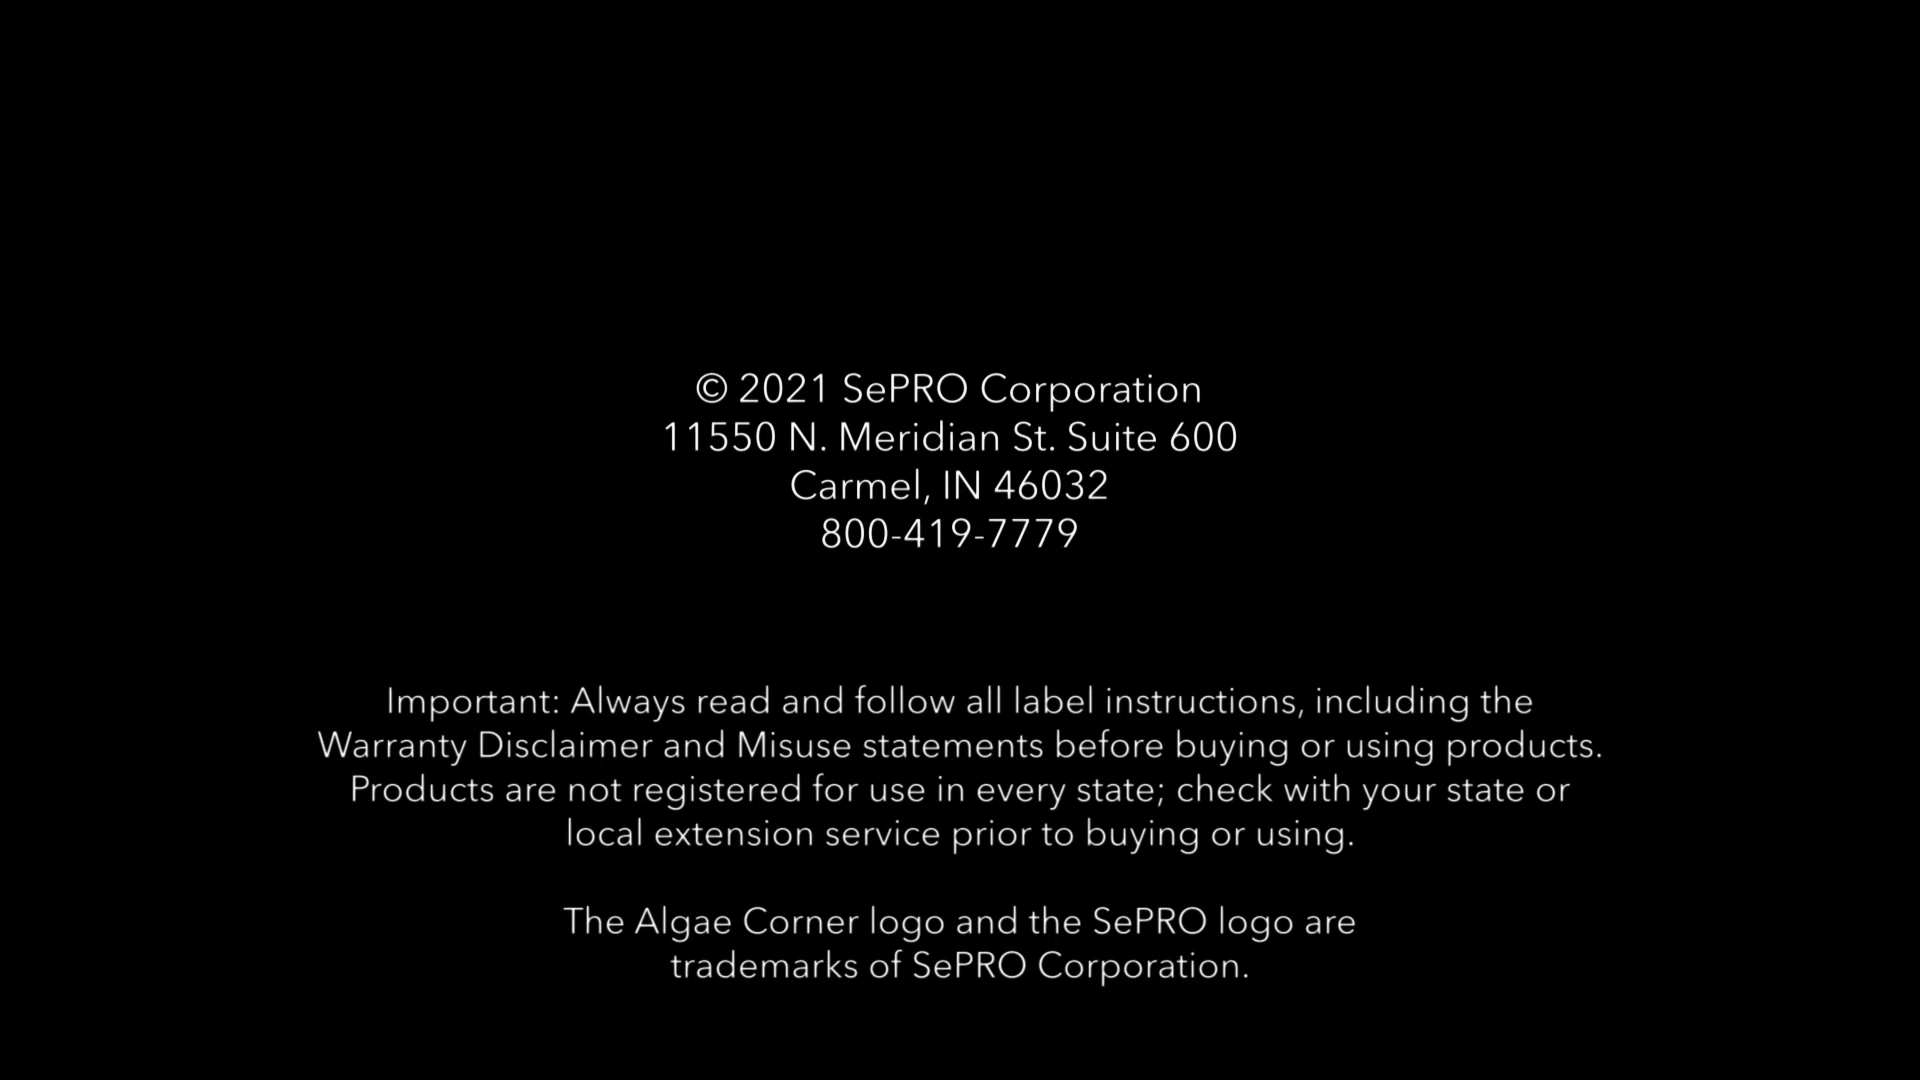 © 2021 SePRO Corporation
11550 N. Meridian St. Suite 600
Carmel, IN 46032
800-419-7779
Important: Always read and follow all label instructions, including the
Warranty Disclaimer and Misuse statements before buying or using products.
Products are not registered for use in every state; check with your state or
local extension service prior to buying or using.
The Algae Corner logo and the SePRO logo are
trademarks of SePRO Corporation.